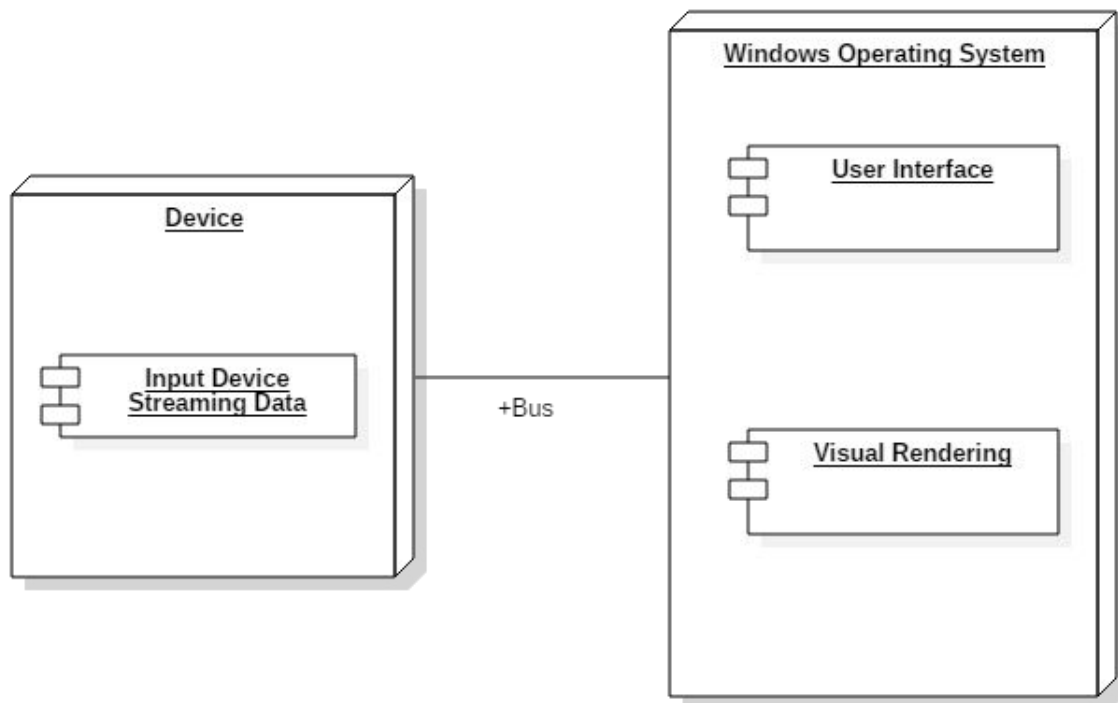 Windows Operating System
User Interface
Device
Input Device
Streaming Data
+Bus
Visual Rendering